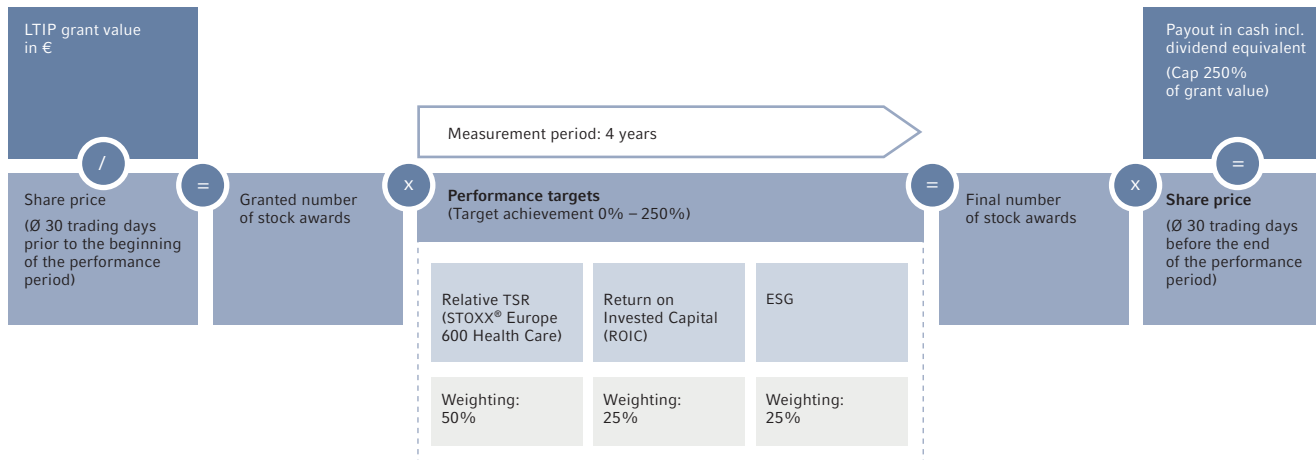 LTIP grant value
in €
/
Share price
(Ø 30 trading days
prior to the beginning
of the performance
period)
=
Granted number
of stock awards
x
Measurement period: 4 years
Performance targets
(Target achievement 0% – 250%)
Relative TSR
(STOXX® Europe
600 Health Care)
Weighting:
50%
Return on
Invested Capital
(ROIC)
Weighting:
25%
ESG
Weighting:
25%
=
Final number
of stock awards
x
Share price
(Ø 30 trading days
before the end
of the performance
period)
=
Payout in cash incl.
dividend equivalent
(Cap 250%
of grant value)